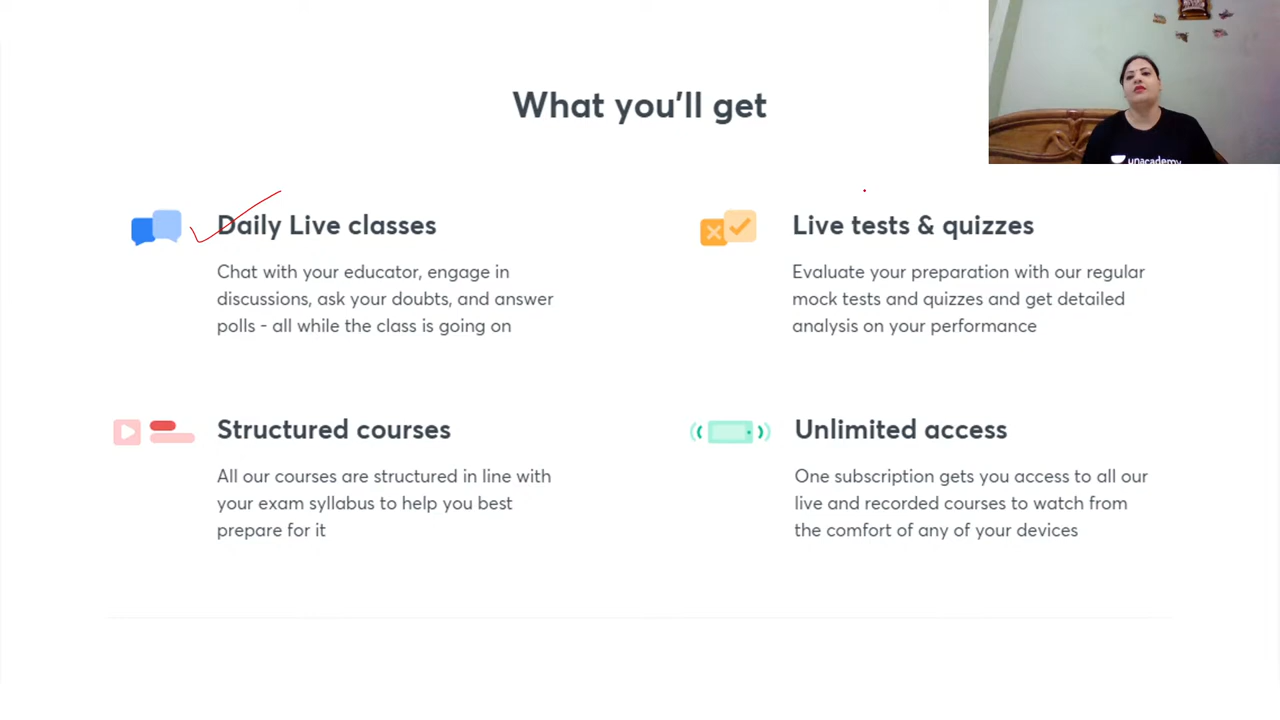 What you'll get
Daily Live classes
Chat with your educator, engage in
discussions, ask your doubts, and answer
polls - all while the class is going on
Live tests & quizzes
Evaluate your preparation with our regular
mock tests and quizzes and get detailed
analysis on your performance
Structured courses
All our courses are structured in line with
your exam syllabus to help you best
prepare for it
Unlimited access
One subscription gets you access to all our
live and recorded courses to watch from
the comfort of any of your devices
unacademy